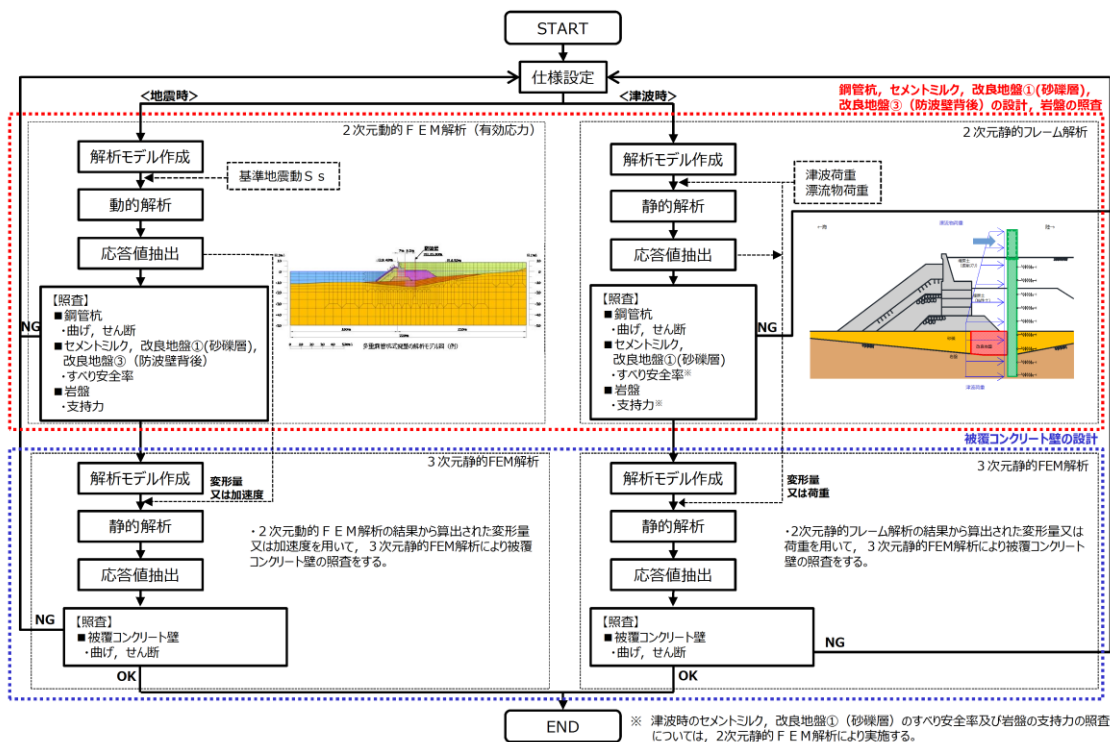 START
仕様設定
<地震時>
<津波時>
鋼管杭，セメントミルク，改良地盤①(砂礫層)，
改良地盤③（防波壁背後）の設計，岩盤の照査
２次元動的ＦＥＭ解析（有効応力）
解析モデル作成
基準地震動Ｓｓ
動的解析
応答値抽出
【照査】
■鋼管杭
・曲げ，せん断
■セメントミルク，改良地盤①(砂礫層)，
改良地盤③（防波壁背後）
・すべり安全率
■岩盤
・支持力
NG
多重鋼管杭式擁壁の解析モデル図（例）
２次元静的フレーム解析
解析モデル作成
津波荷重
漂流物荷重
静的解析
応答値抽出
【照査】
■鋼管杭
・曲げ，せん断
■セメントミルク，
改良地盤①(砂礫層)
・すべり安全率※
■岩盤
・支持力※
NG
漂流物荷重
津波荷重
被覆コンクリート壁の設計
３次元静的FEM解析
解析モデル作成
変形量
又は加速度
静的解析
・２次元動的ＦＥＭ解析の結果から算出された変形量
又は加速度を用いて，３次元静的FEM解析により被覆
コンクリート壁の照査をする。
応答値抽出
NG
【照査】
■被覆コンクリート壁
・曲げ，せん断
OK
３次元静的FEM解析
解析モデル作成
変形量
又は荷重
静的解析
・2次元静的フレーム解析の結果から算出された変形量又は
荷重を用いて，３次元静的FEM解析により被覆コンクリート
壁の照査をする。
応答値抽出
【照査】
■被覆コンクリート壁
・曲げ，せん断
NG
OK
END
※ 津波時のセメントミルク，改良地盤①（砂礫層）のすべり安全率及び岩盤の支持力の照査
については，２次元静的ＦＥＭ解析により実施する。